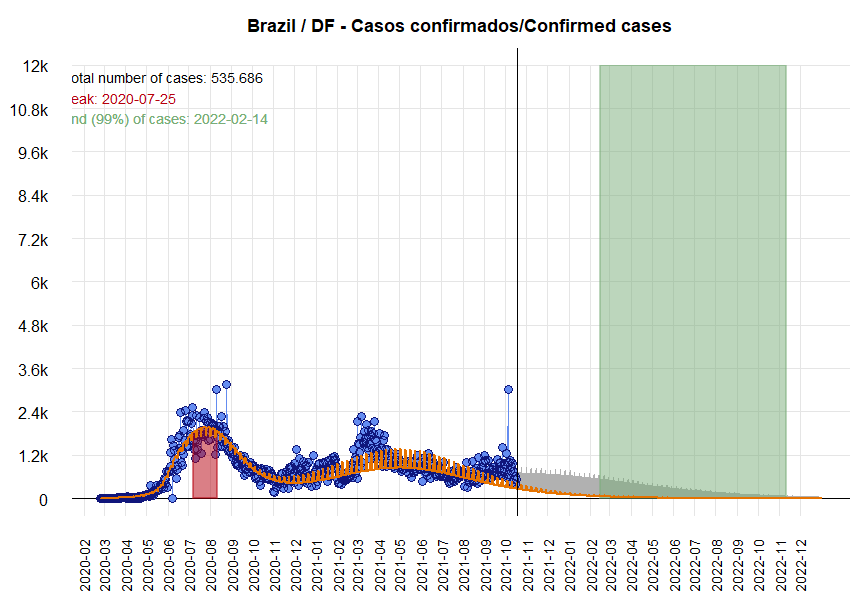 Brazil / DF - Casos confirmados/Confirmed cases
otal number of cases: 535.686
eak: 2020-07-25
nd (99%) of cases: 2022-02-14
12k
10.8k
9.6k
8.4k
7.2k
6k
4.8k
3.6k
2.4k
1.2k
0
2020-02
2020-03
2020-04
2020-05
2020-06
2020-07
2020-08
2020-09
2020-10
2020-11
2020-12
2021-01
2021-02
2021-03
2021-04
2021-05
2021-06
2021-07
2021-08
2021-09
2021-10
2021-11
2021-12
2022-01
2022-02
2022-03
2022-04
2022-05
2022-06
2022-07
2022-08
2022-09
2022-10
2022-11
2022-12